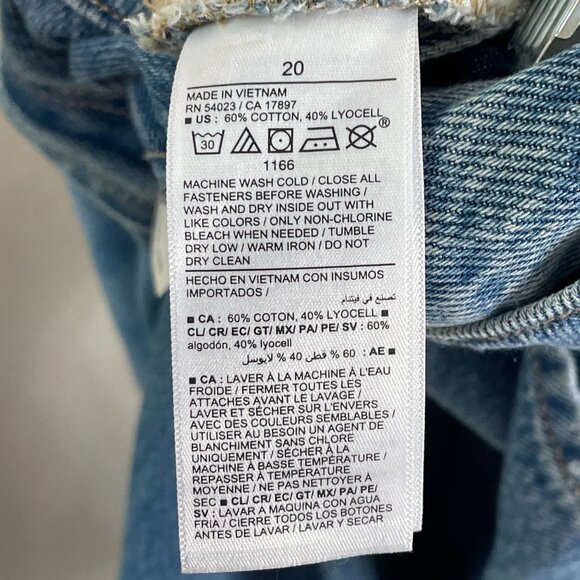 20
MADE IN VIETNAM
RN 54023 / CA 17897
■ US : 60% COTTON, 40% LYOCELL
30
®
1166
MACHINE WASH COLD / CLOSE ALL
FASTENERS BEFORE WASHING /
WASH AND DRY INSIDE OUT WITH
LIKE COLORS / ONLY NON-CHLORINE
BLEACH WHEN NEEDED / TUMBLE
DRY LOW / WARM IRON / DO NOT
DRY CLEAN
HECHO EN VIETNAM CON INSUMOS
IMPORTADOS /
تصنع في فيتنام
■ CA : 60% COTON, 40% LYOCELL ■
CL/ CR/ EC/ GT/ MX/ PA/ PE/ SV : 60%
algodón, 40% lyocell
■ AE : 60 % قطن 40 % لايوسل
■ CA : LAVER À LA MACHINE À L'EAU
FROIDE / FERMER TOUTES LES
ATTACHES AVANT LE LAVAGE /
LAVER ET SÉCHER SUR L'ENVERS
AVEC DES COULEURS SEMBLABLES /
UTILISER AU BESOIN UN AGENT DE
BLANCHIMENT SANS CHLORE
UNIQUEMENT / SÉCHER À LA
MACHINE À BASSE TEMPÉRATURE /
REPASSER À TEMPÉRATURE
MOYENNE / NE PAS NETTOYER À
SEC ■ CL/ CR/ EC/ GT/ MX/ PA/ PE/
SV : LAVAR A MAQUINA CON AGUA
FRIA / CIERRE TODOS LOS BOTONES
ANTES DE LAVAR / LAVAR Y SECAR